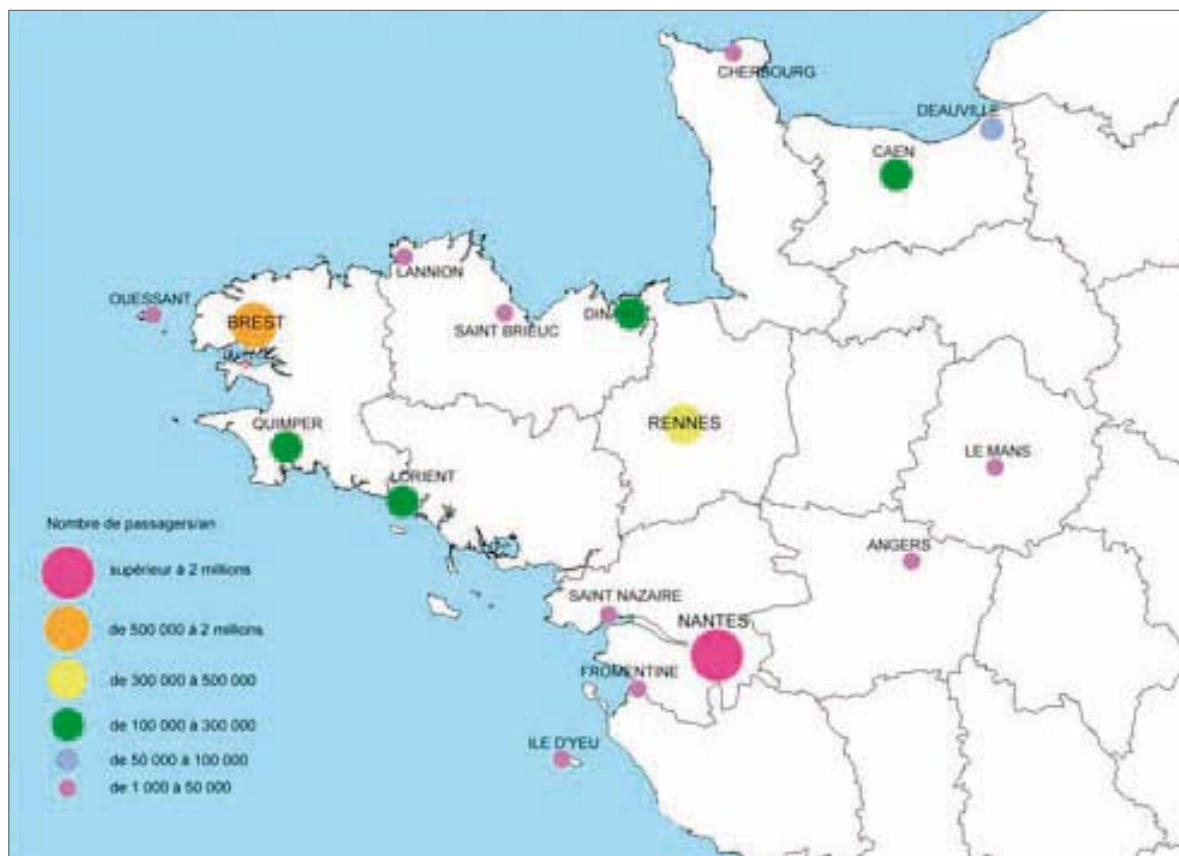 CHERBOURG
DEAUVILLE
CAEN
LANNION
OUESSANT
BREST
SAINT BRIEUC
QUIMPER
RENNES
LE MANS
LORIENT
ANGERS
SAINT NAZAIRE
NANTES
FROMENTINE
ILE D'YEU
Nombre de passagers/an
supérieur à 2 millions
de 500 000 à 2 millions
de 300 000 à 500 000
de 100 000 à 300 000
de 50 000 à 100 000
de 1 000 à 50 000